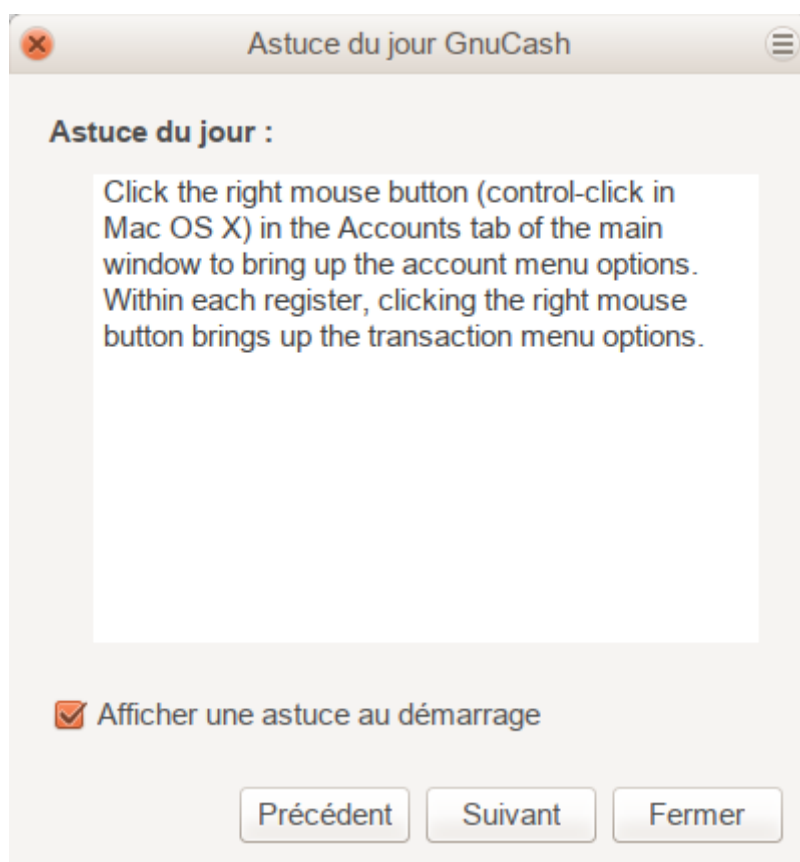 Astuce du jour GnuCash
Astuce du jour :
Click the right mouse button (control-click in
Mac OS X) in the Accounts tab of the main
window to bring up the account menu options.
Within each register, clicking the right mouse
button brings up the transaction menu options.
Afficher une astuce au démarrage
Précédent Suivant Fermer